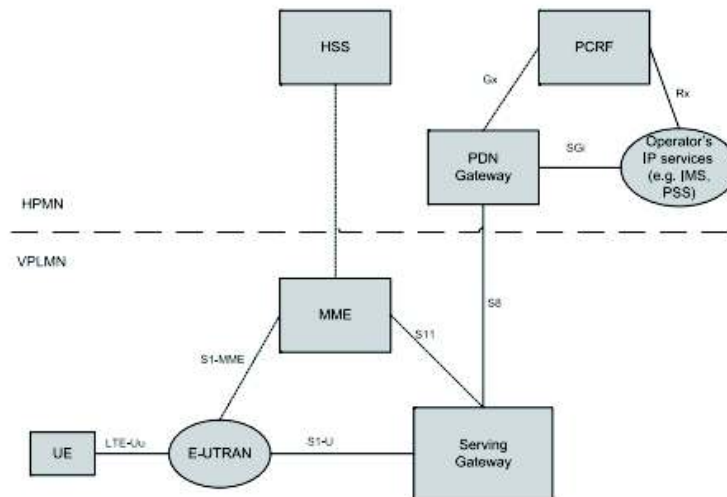 HSS
PCRF
Gx
Rx
PDN
Gateway
SGi
Operator's
IP services
(e.g. IMS,
PSS)
HPMN
VPLMN
MME
S8
S11
S1-MME
UE
LTE-Uu
E-UTRAN
S1-U
Serving
Gateway